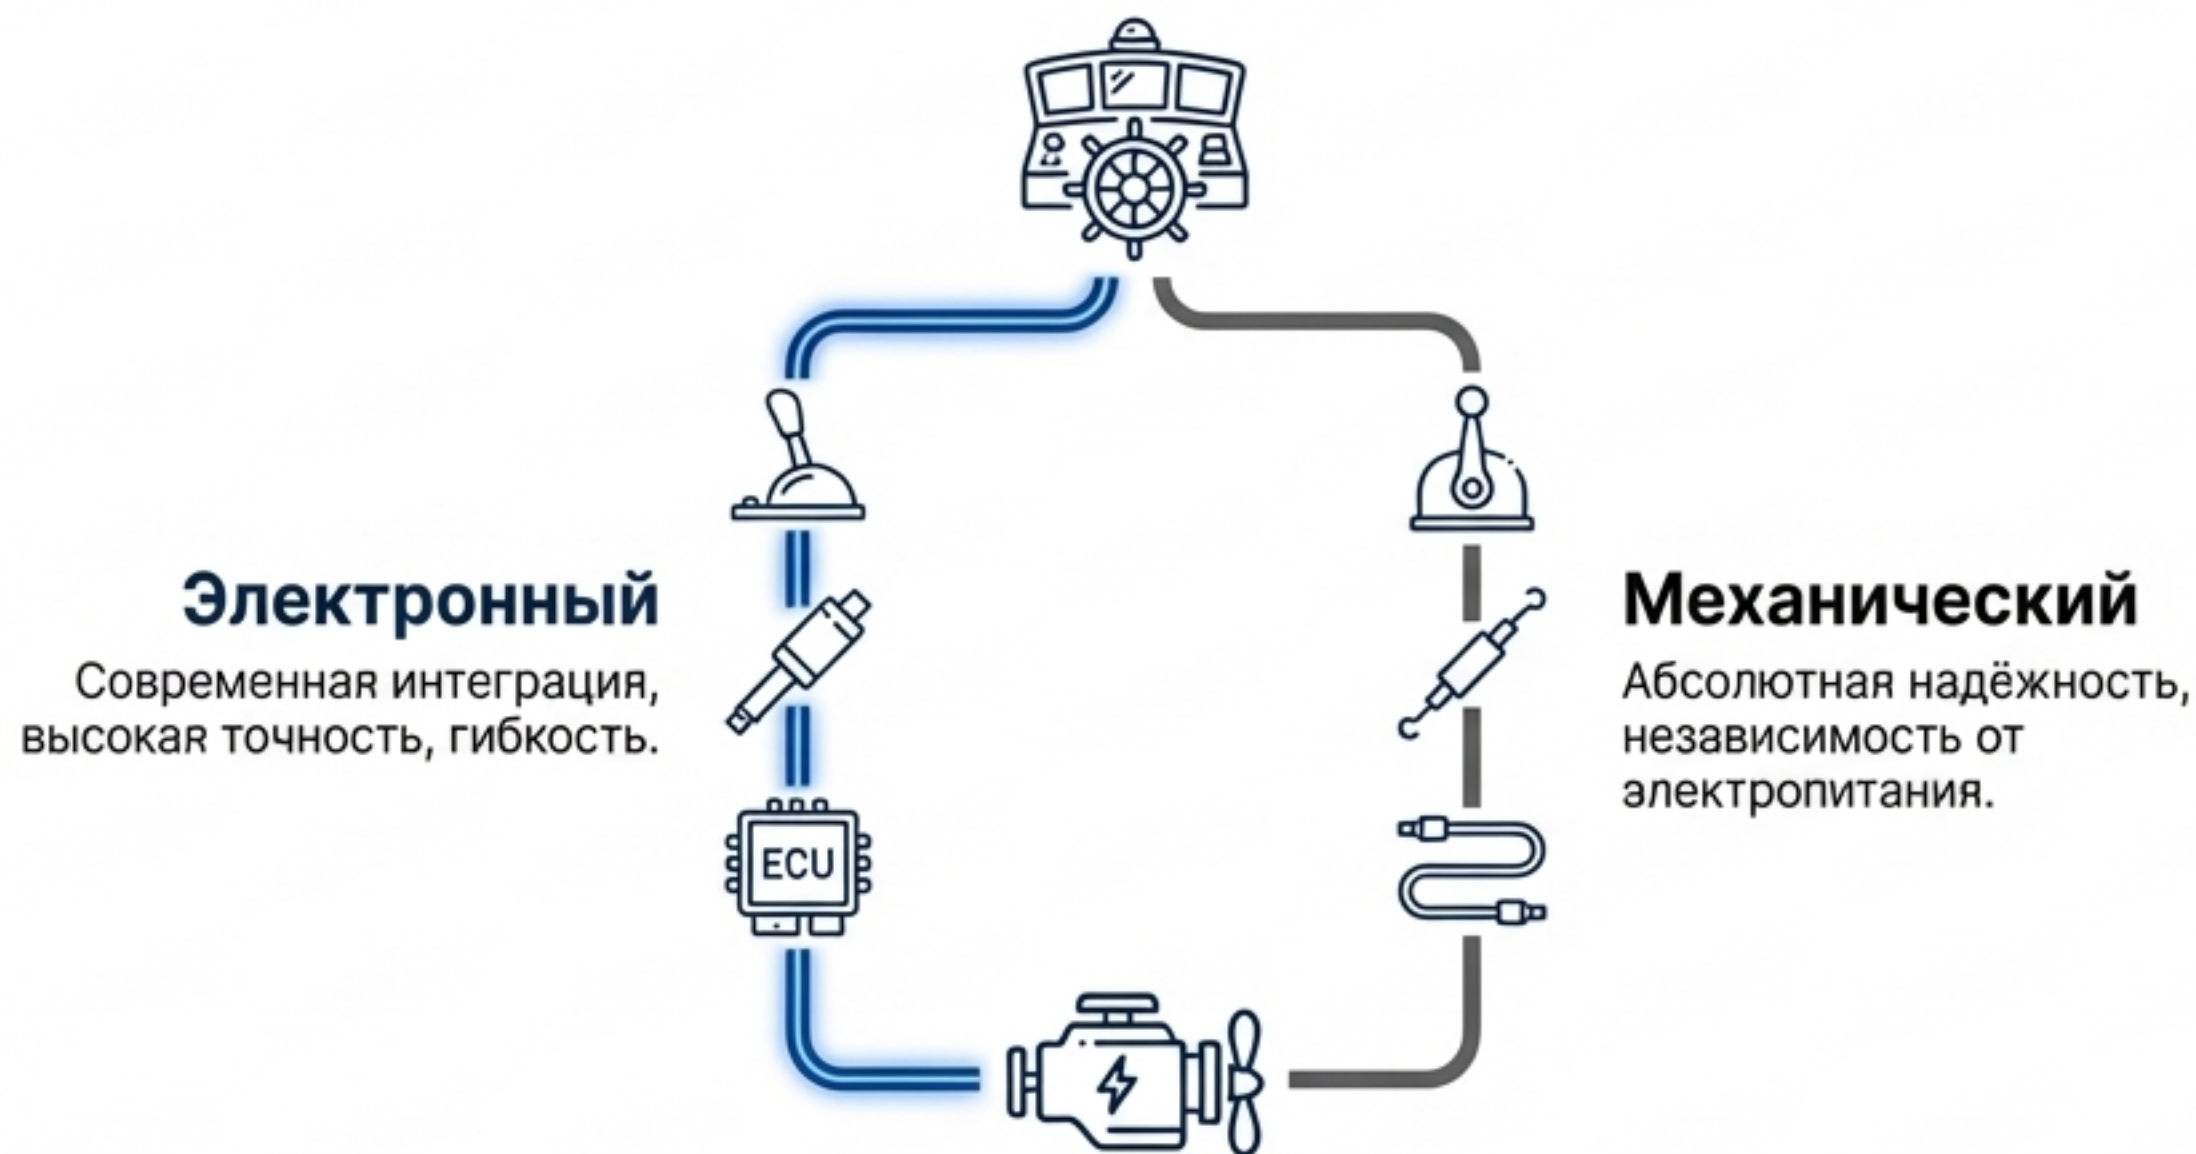 Электронный
Современная интеграция,
высокая точность, гибкость.
ECU
Механический
Абсолютная надёжность,
независимость от
электропитания.